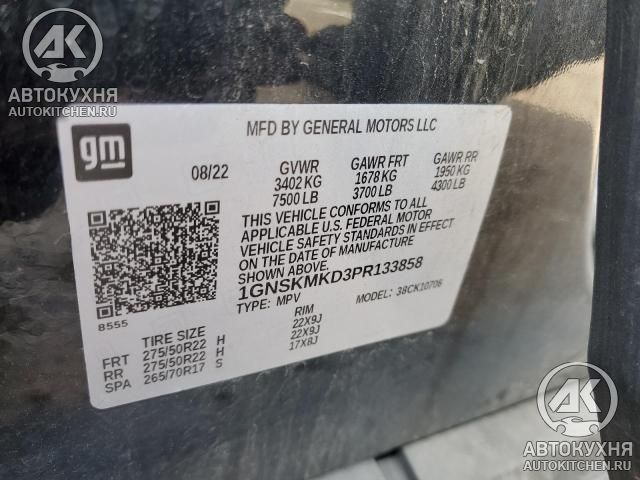 АВТОКУХНЯ
AUTOKITCHEN.RU
gm
MFD BY GENERAL MOTORS LLC
08/22 GVWR GAWR FRT GAWR RR
3402 KG 1678 KG 1950 KG
7500 LB 3700 LB 4300 LB
THIS VEHICLE CONFORMS TO ALL
APPLICABLE U.S. FEDERAL MOTOR
VEHICLE SAFETY STANDARDS IN EFFECT
ON THE DATE OF MANUFACTURE
SHOWN ABOVE.
1GNSKMKD3PR133858
TYPE: MPV MODEL: 38CK10706
8555
TIRE SIZE RIM
FRT 275/50R22 H 22X9J
RR 275/50R22 H 22X9J
SPA 265/70R17 S 17X8J
АВТОКУХНЯ
AUTOKITCHEN.RU